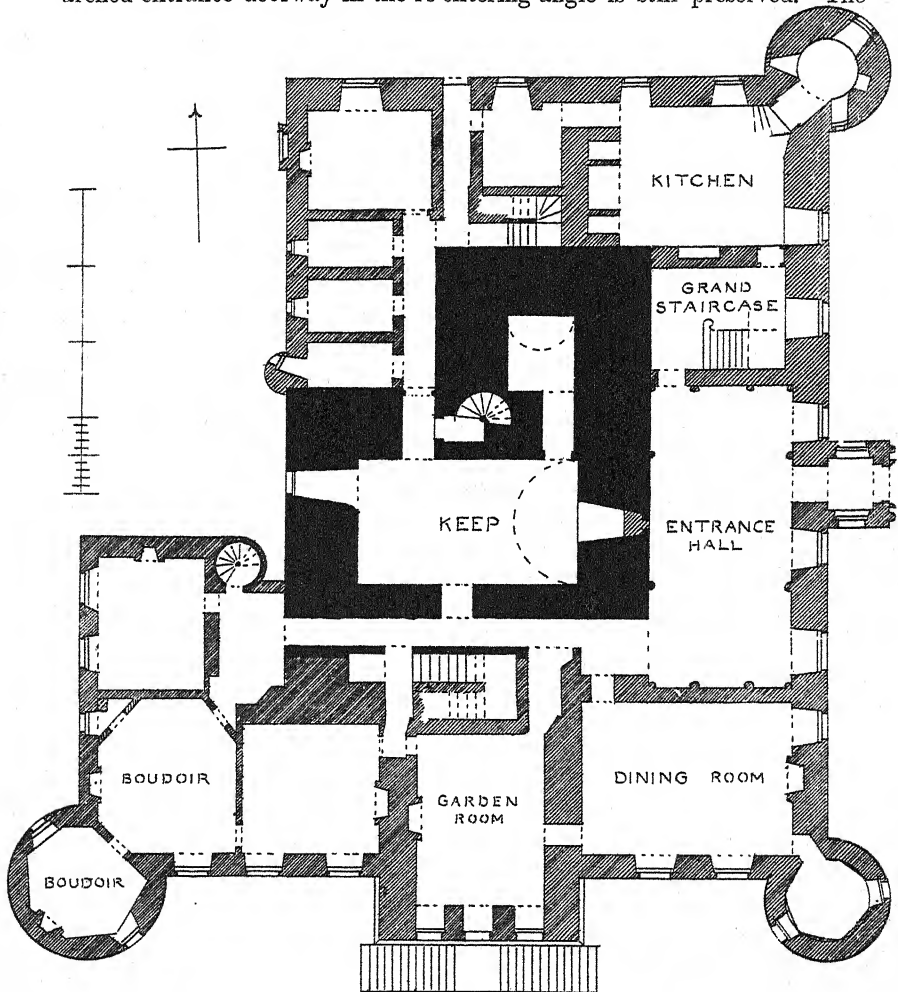 arched entrance doorway in the re-entering angle is still preserved. The
KITCHEN
GRAND
STAIRCASE
KEEP
ENTRANCE
HALL
BOUDOIR
GARDEN
ROOM
DINING ROOM
BOUDOIR